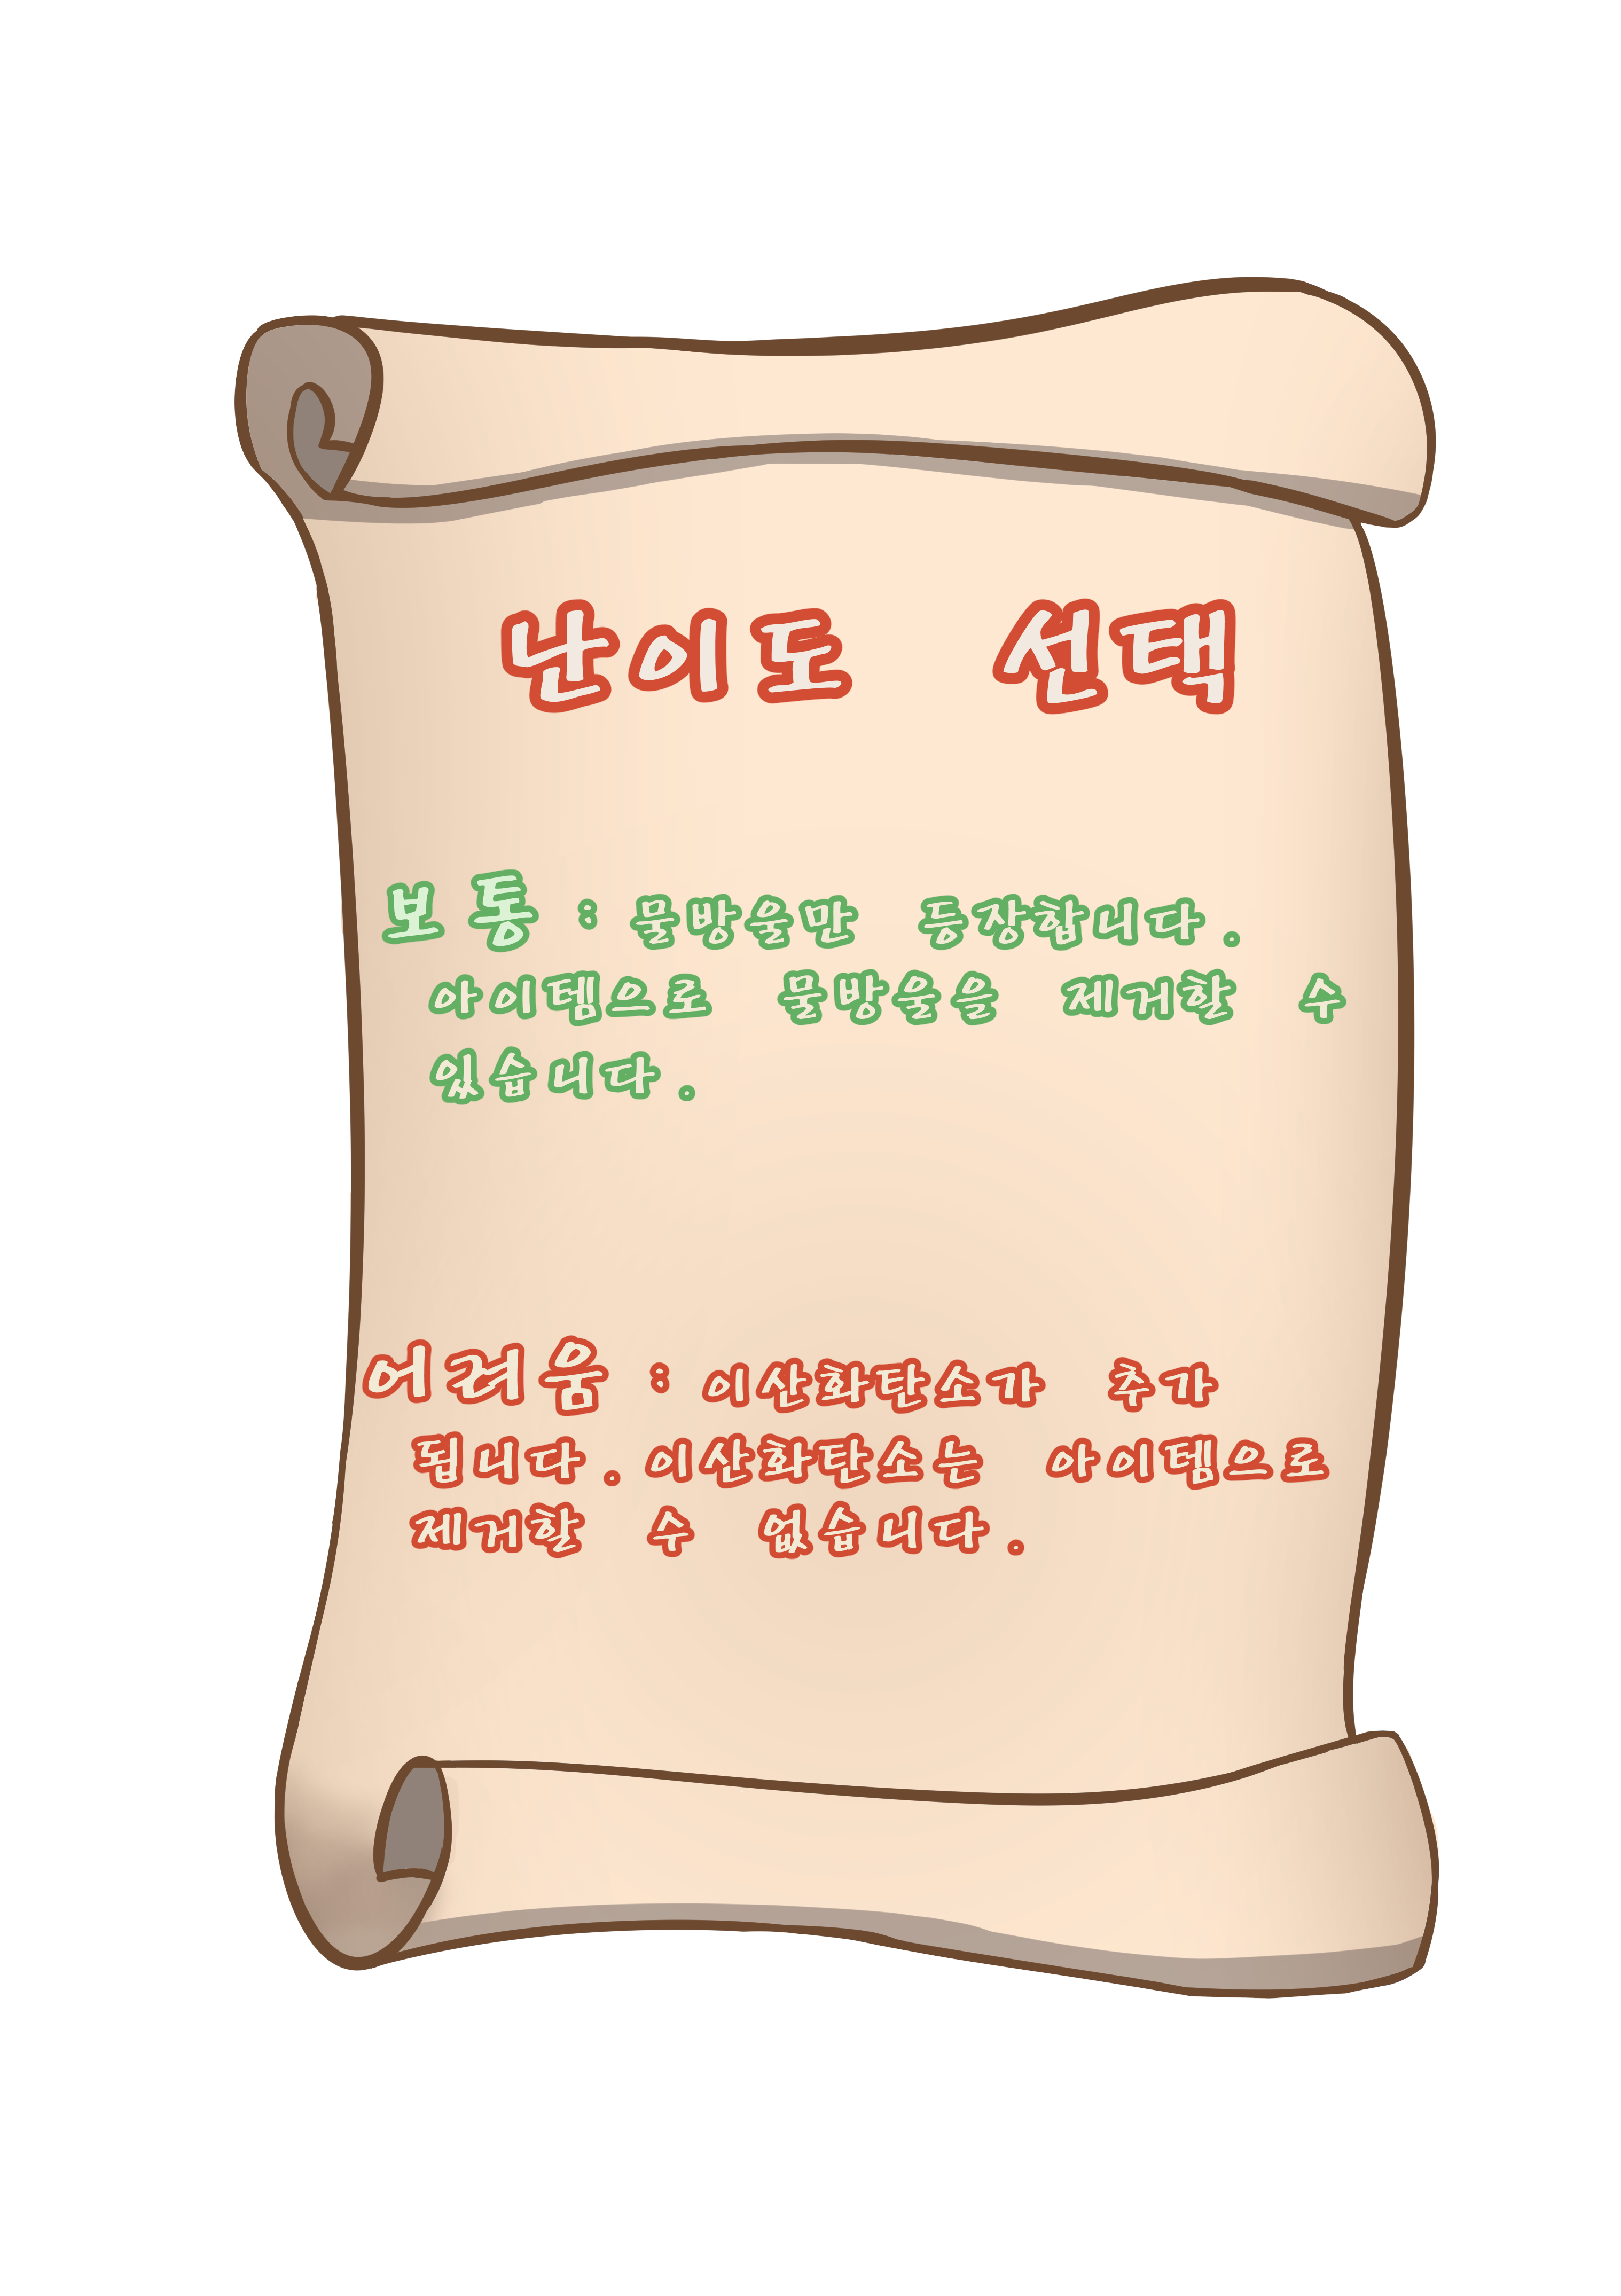 난이도 선택
보통 : 물방울만 등장합니다.
아이템으로 물방울을 제거할 수
있습니다.
어려움 : 이산화탄소가 추가
됩니다.이산화탄소는 아이템으로
제거할 수 없습니다.